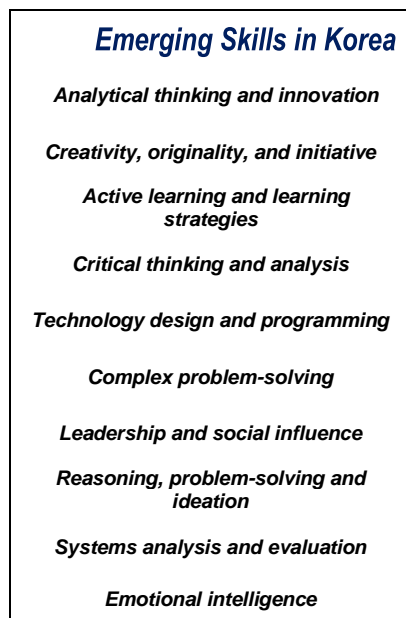 Emerging Skills in Korea
Analytical thinking and innovation
Creativity, originality, and initiative
Active learning and learning
strategies
Critical thinking and analysis
Technology design and programming
Complex problem-solving
Leadership and social influence
Reasoning, problem-solving and
ideation
Systems analysis and evaluation
Emotional intelligence